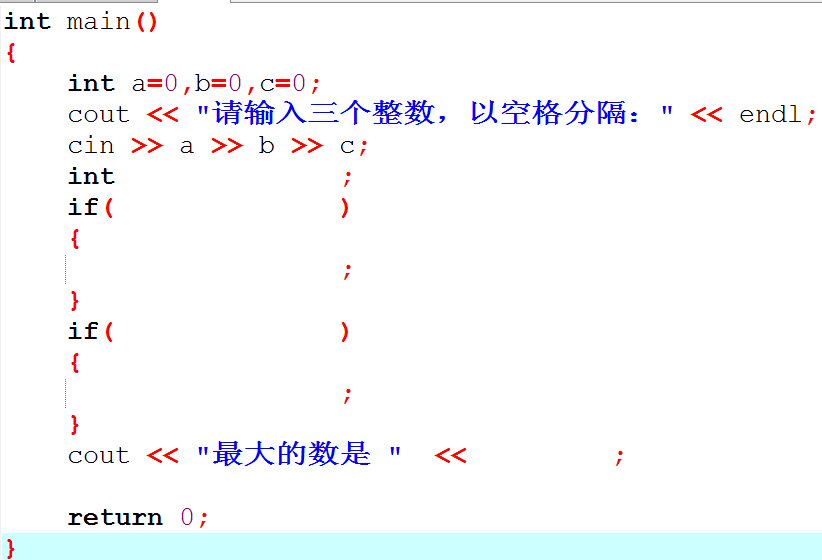 int main()
{
int a=0,b=0,c=0;
cout << "请输入三个整数，以空格分隔：" << endl;
cin >> a >> b >> c;
int ;
if( )
{
;
}
if( )
{
;
}
cout << "最大的数是 " << ;
return 0;
}